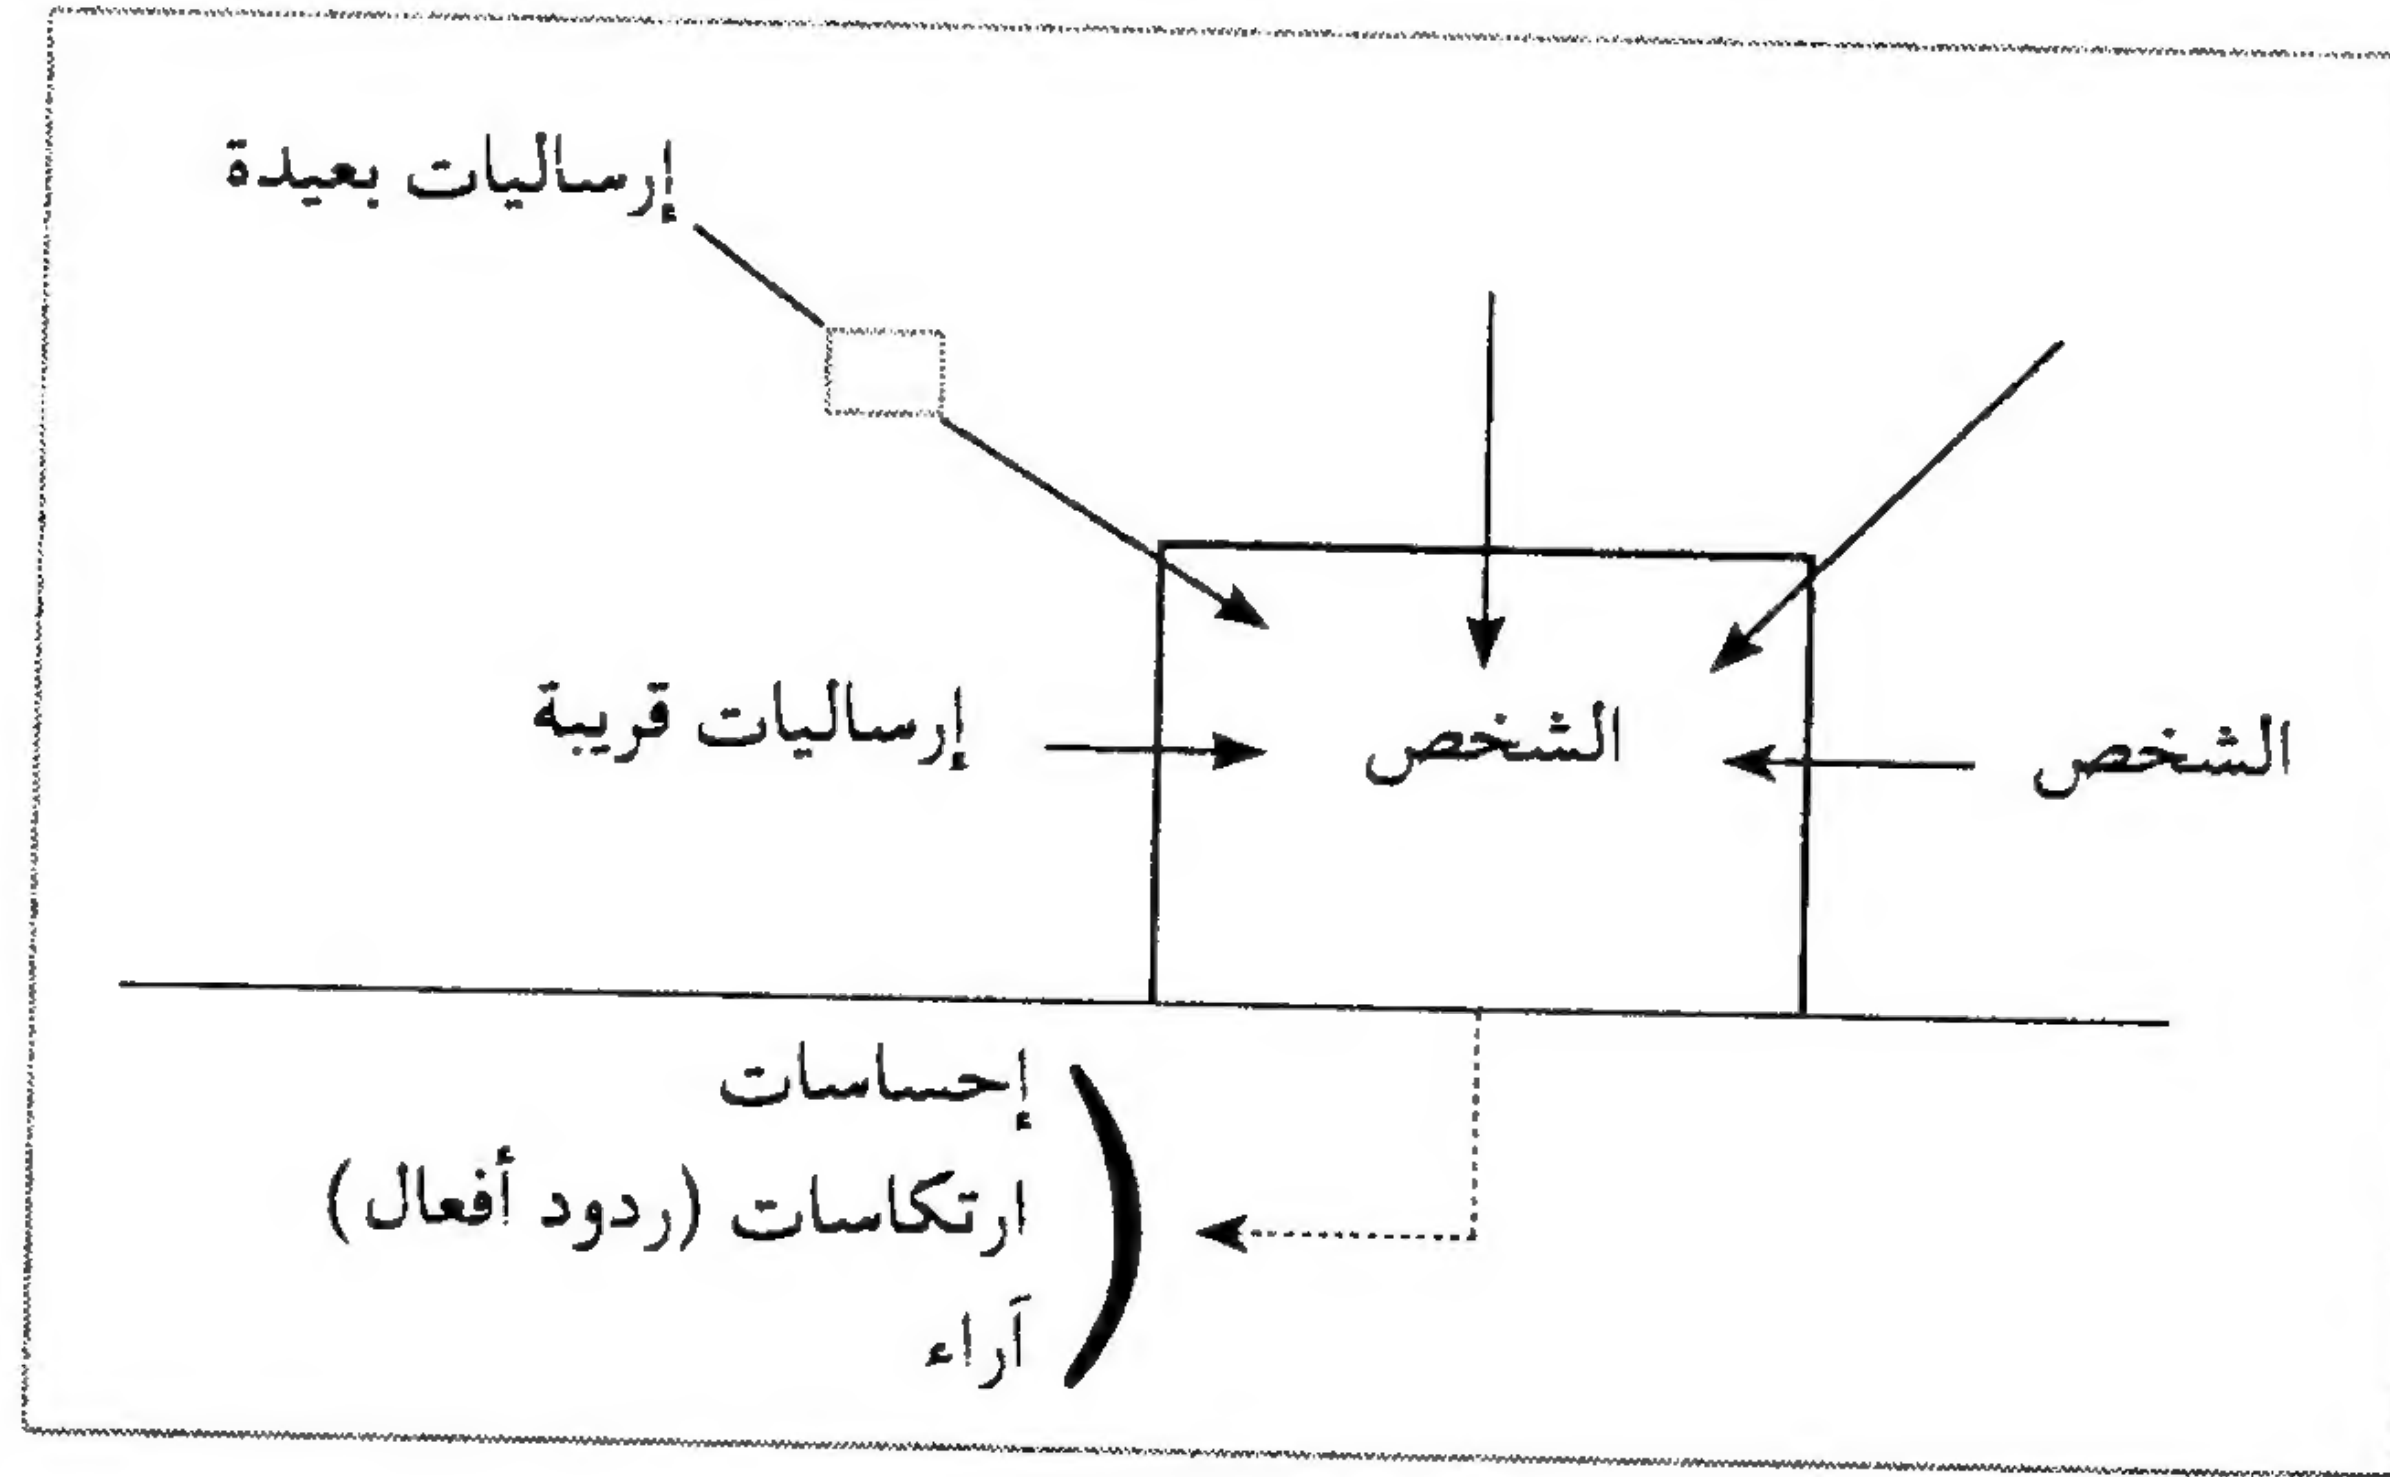 إرساليات بعيدة
الشخص
الشخص
إرساليات قريبة
إحساسات
ارتكاسات (ردود أفعال)
آراء